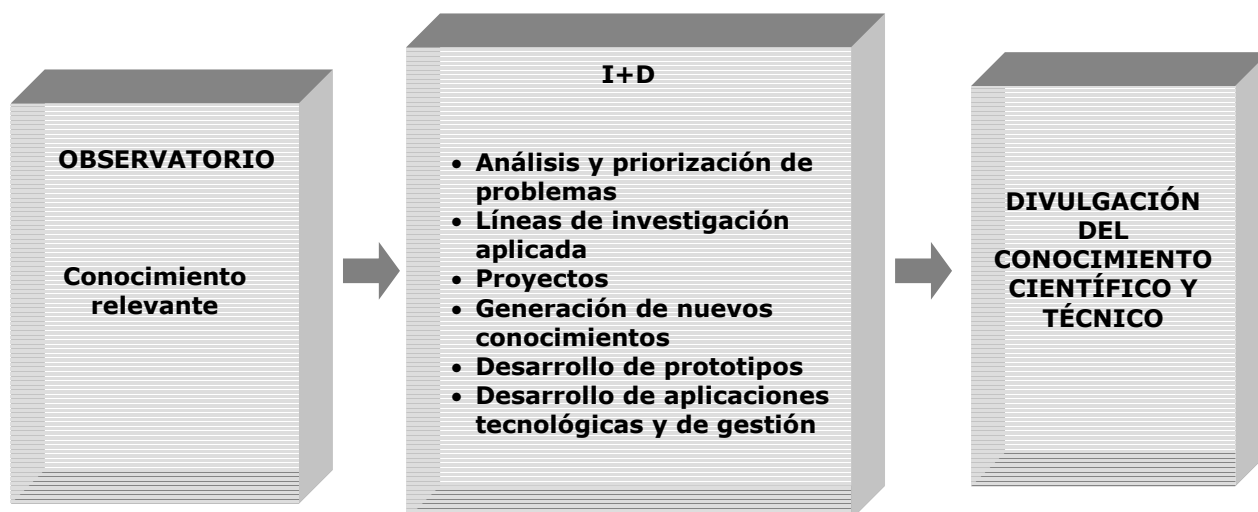 OBSERVATORIO
Conocimiento
relevante
I+D
• Análisis y priorización de
problemas
• Líneas de investigación
aplicada
• Proyectos
• Generación de nuevos
conocimientos
• Desarrollo de prototipos
• Desarrollo de aplicaciones
tecnológicas y de gestión
DIVULGACIÓN
DEL
CONOCIMIENTO
CIENTÍFICO Y
TÉCNICO